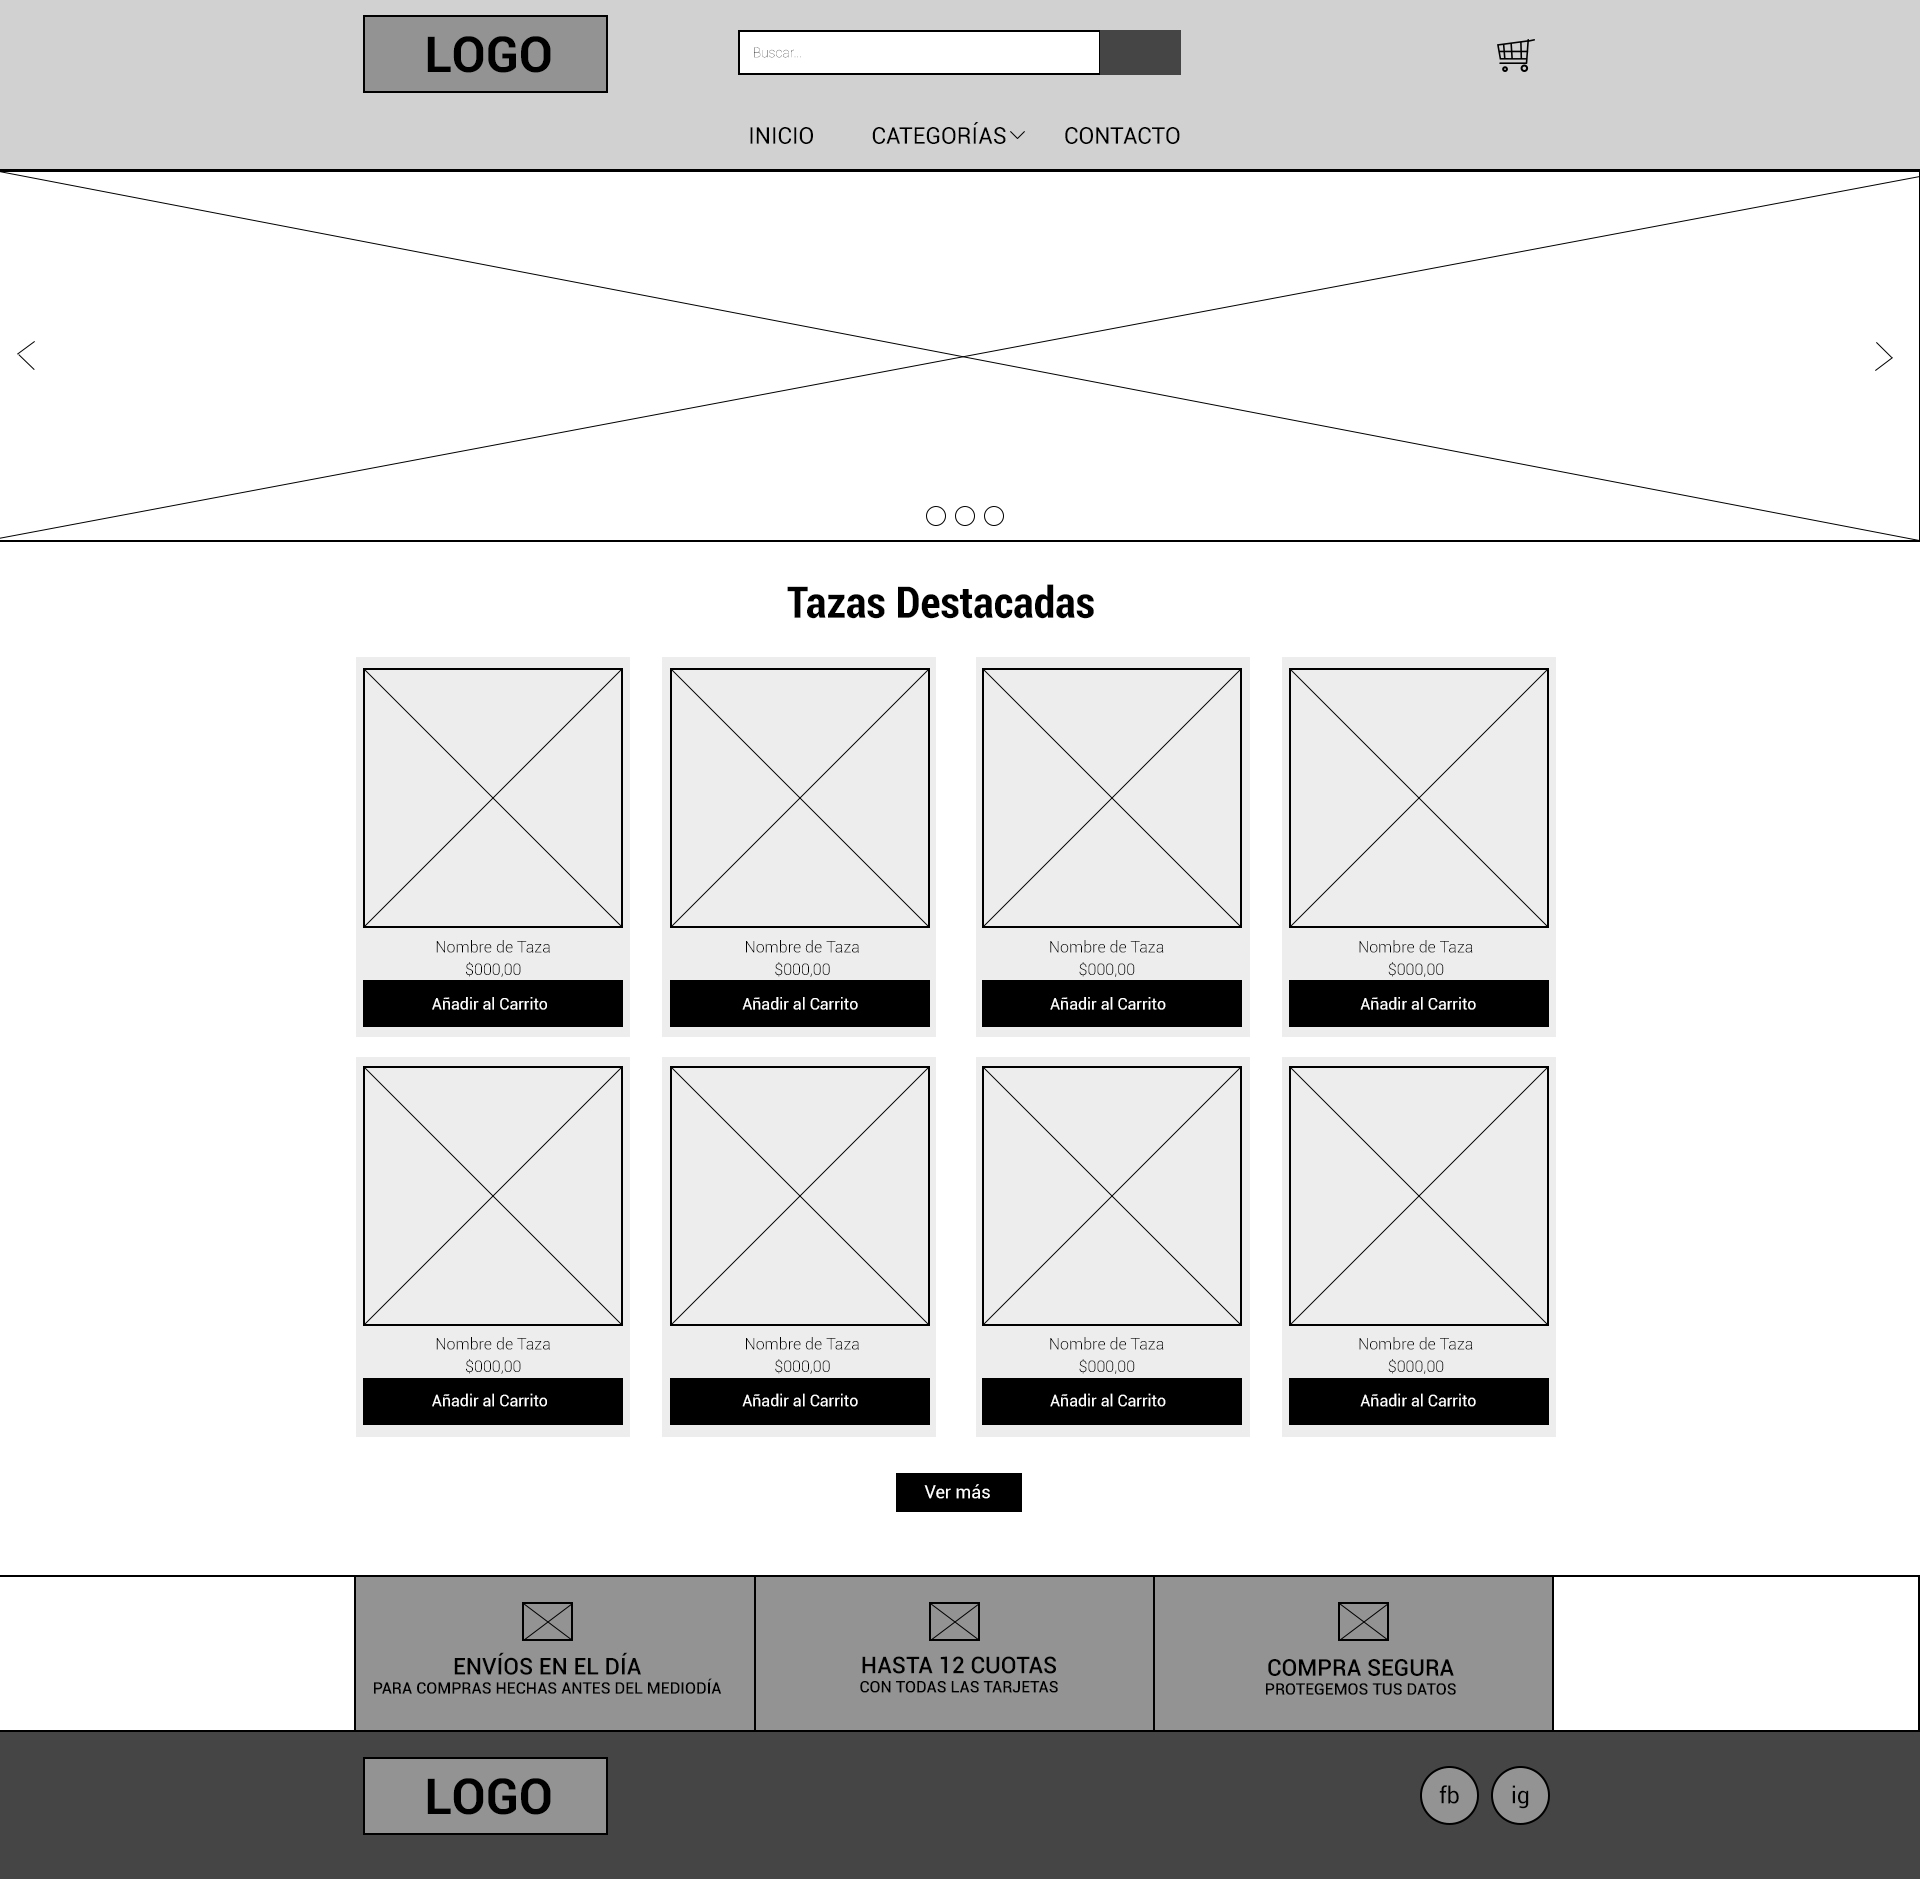 LOGO
Buscar...
INICIO CATEGORÍAS CONTACTO
Tazas Destacadas
Nombre de Taza Nombre de Taza Nombre de Taza Nombre de Taza
$000,00 $000,00 $000,00 $000,00
Añadir al Carrito Añadir al Carrito Añadir al Carrito Añadir al Carrito
Nombre de Taza Nombre de Taza Nombre de Taza Nombre de Taza
$000,00 $000,00 $000,00 $000,00
Añadir al Carrito Añadir al Carrito Añadir al Carrito Añadir al Carrito
Ver más
ENVÍOS EN EL DÍA
PARA COMPRAS HECHAS ANTES DEL MEDIODÍA
HASTA 12 CUOTAS
CON TODAS LAS TARJETAS
COMPRA SEGURA
PROTEGEMOS TUS DATOS
LOGO
fb ig